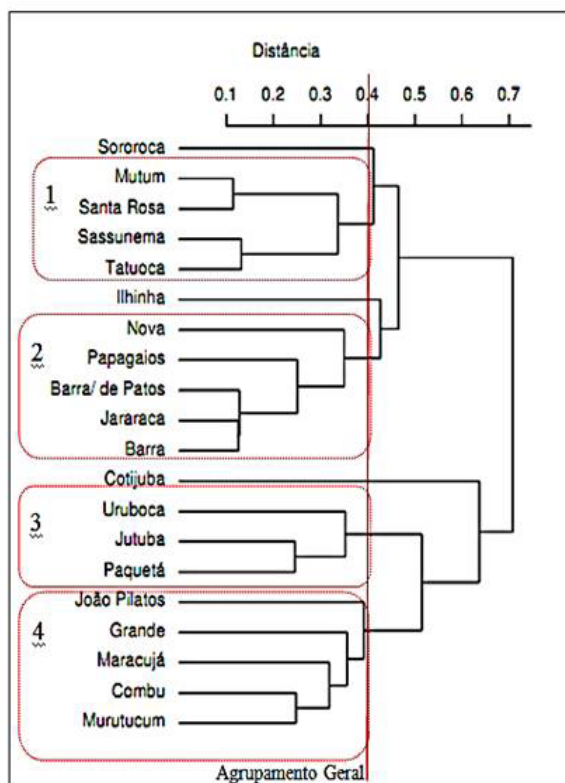 Distância
0.1 0.2 0.3 0.4 0.5 0.6 0.7
Sororoca
Mutum
1
Santa Rosa
Sassunema
Tatuoca
Ilhinha
Nova
2
Papagaios
Barra/ de Patos
Jararaca
Barra
Cotijuba
Uruboca
3
Jutuba
Paquetá
João Pilatos
4
Grande
Maracujá
Combu
Murutucum
Agrupamento Geral